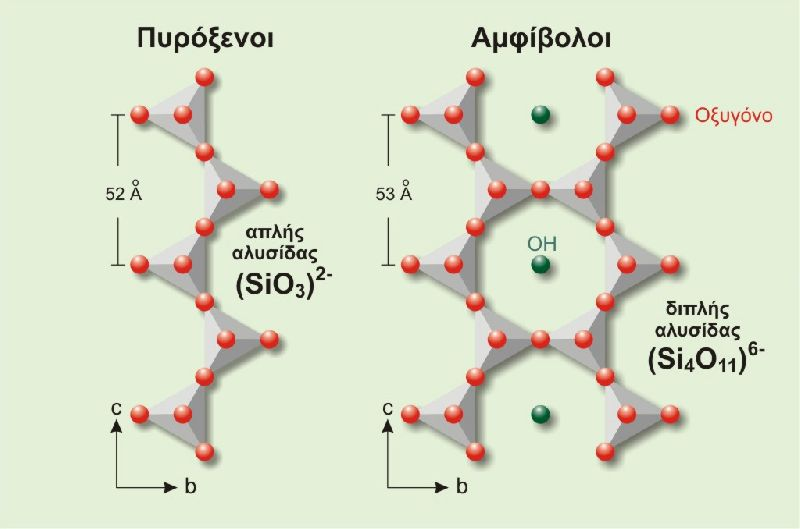 Πυρόξενοι
Αμφίβολοι
Οξυγόνο
52 Å
53 Å
απλής
αλυσίδας
(SiO₃)²⁻
OH
διπλής
αλυσίδας
(Si₄O₁₁)⁶⁻
c
b
c
b